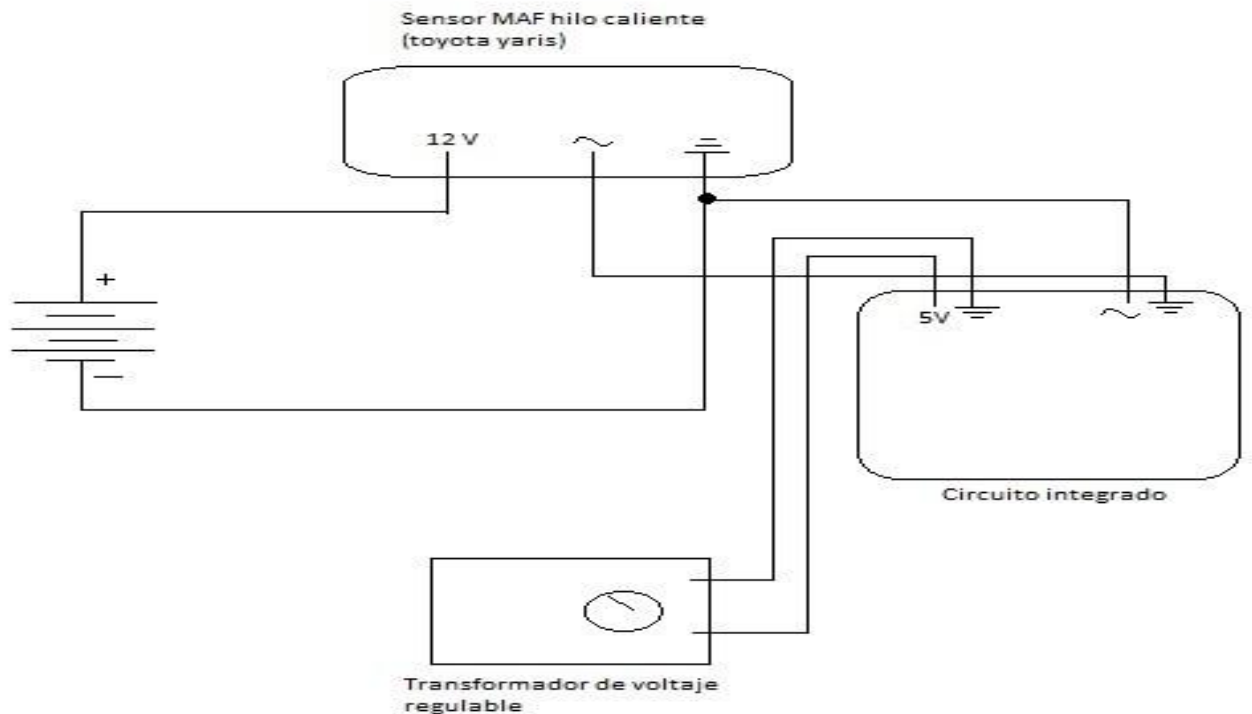 Sensor MAF hilo caliente
(toyota yaris)
12 V
+
5V
Circuito integrado
Transformador de voltaje
regulable